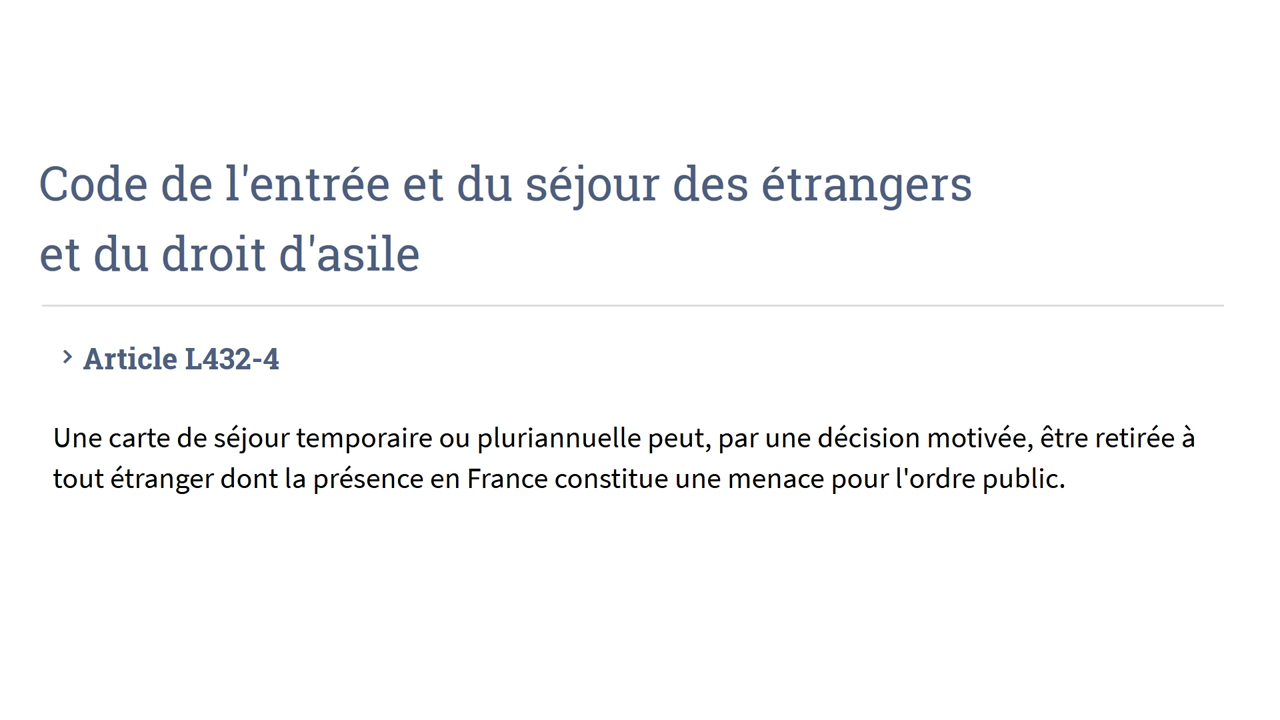 Code de l'entrée et du séjour des étrangers
et du droit d'asile
Article L432-4
Une carte de séjour temporaire ou pluriannuelle peut, par une décision motivée, être retirée à
tout étranger dont la présence en France constitue une menace pour l'ordre public.